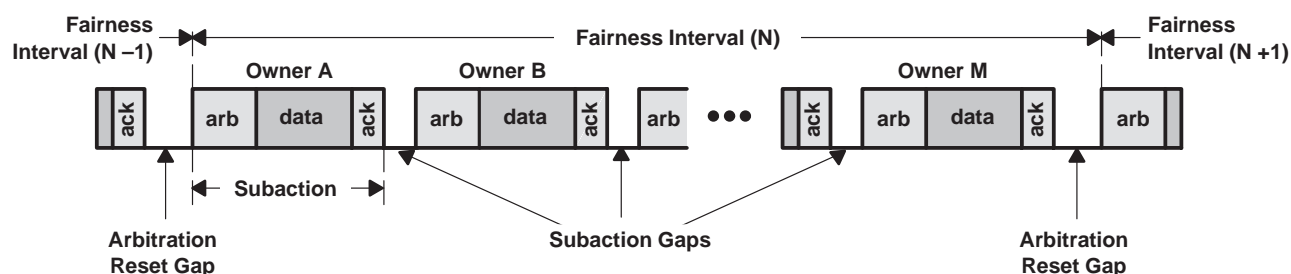 Fairness
Interval (N –1)
Fairness Interval (N)
Fairness
Interval (N +1)
Owner A
Owner B
Owner M
ack
arb
data
ack
arb
data
ack
arb
ack
arb
data
ack
arb
Subaction
Arbitration
Reset Gap
Subaction Gaps
Arbitration
Reset Gap